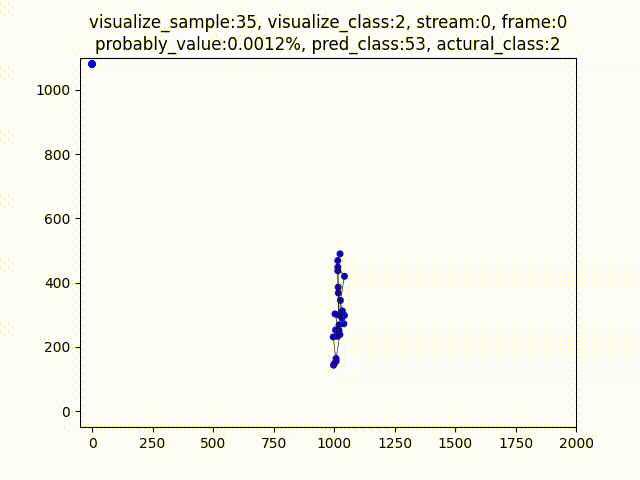 visualize_sample:35, visualize_class:2, stream:0, frame:0
probably_value:0.0012%, pred_class:53, actural_class:2
1000
800
600
400
200
0
0 250 500 750 1000 1250 1500 1750 2000